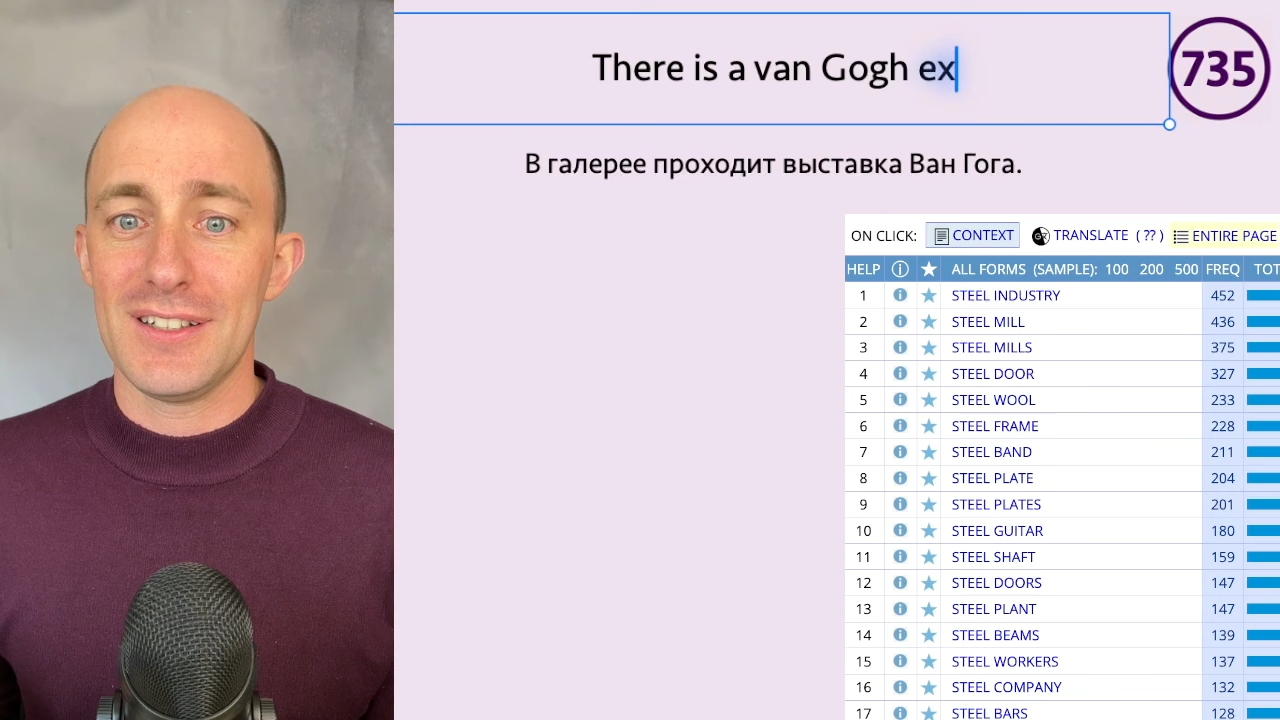 There is a van Gogh ex
735
В галерее проходит выставка Ван Гога.
ON CLICK: CONTEXT TRANSLATE (??) ENTIRE PAGE
HELP ALL FORMS (SAMPLE): 100 200 500 FREQ TOT
1 STEEL INDUSTRY 452
2 STEEL MILL 436
3 STEEL MILLS 375
4 STEEL DOOR 327
5 STEEL WOOL 233
6 STEEL FRAME 228
7 STEEL BAND 211
8 STEEL PLATE 204
9 STEEL PLATES 201
10 STEEL GUITAR 180
11 STEEL SHAFT 159
12 STEEL DOORS 147
13 STEEL PLANT 147
14 STEEL BEAMS 139
15 STEEL WORKERS 137
16 STEEL COMPANY 132
17 STEEL BARS 128